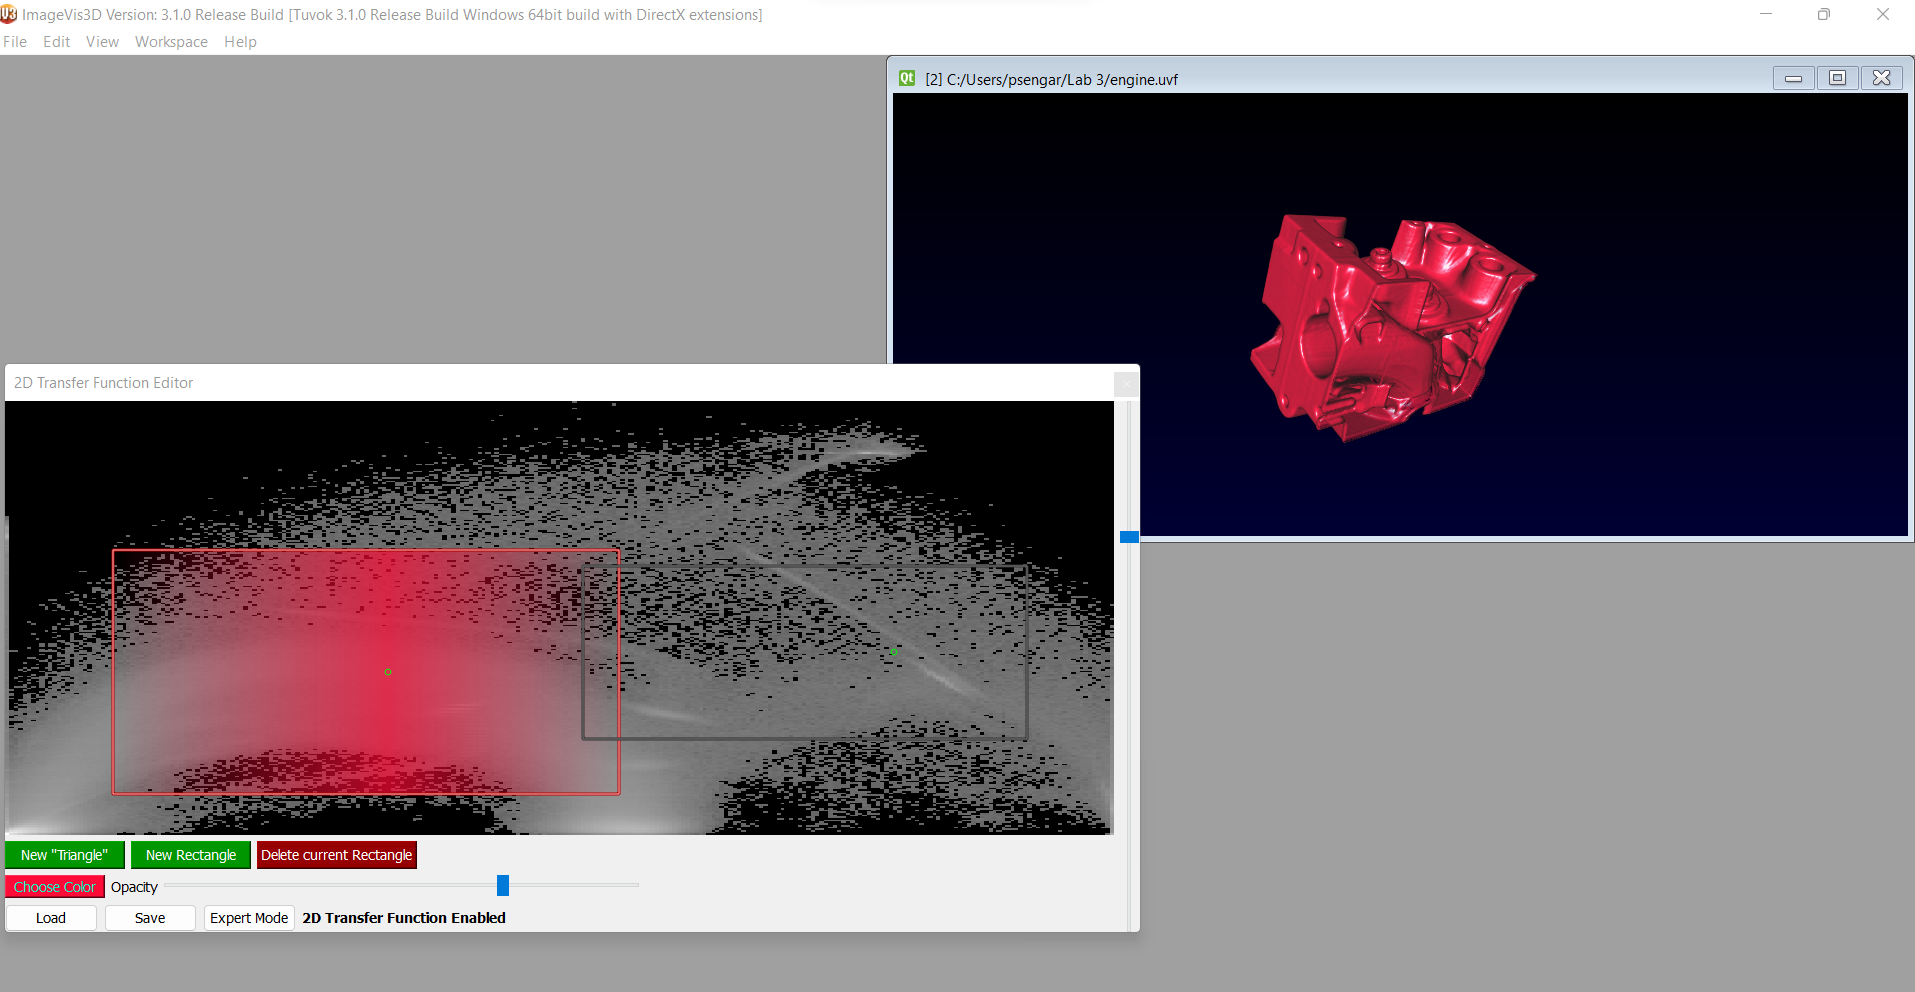 ImageVis3D Version: 3.1.0 Release Build [Tuvok 3.1.0 Release Build Windows 64bit build with DirectX extensions]
File Edit View Workspace Help
Qt [2] C:/Users/psengar/Lab 3/engine.uvf
2D Transfer Function Editor
New "Triangle" New Rectangle Delete current Rectangle
Choose Color Opacity
Load Save Expert Mode 2D Transfer Function Enabled